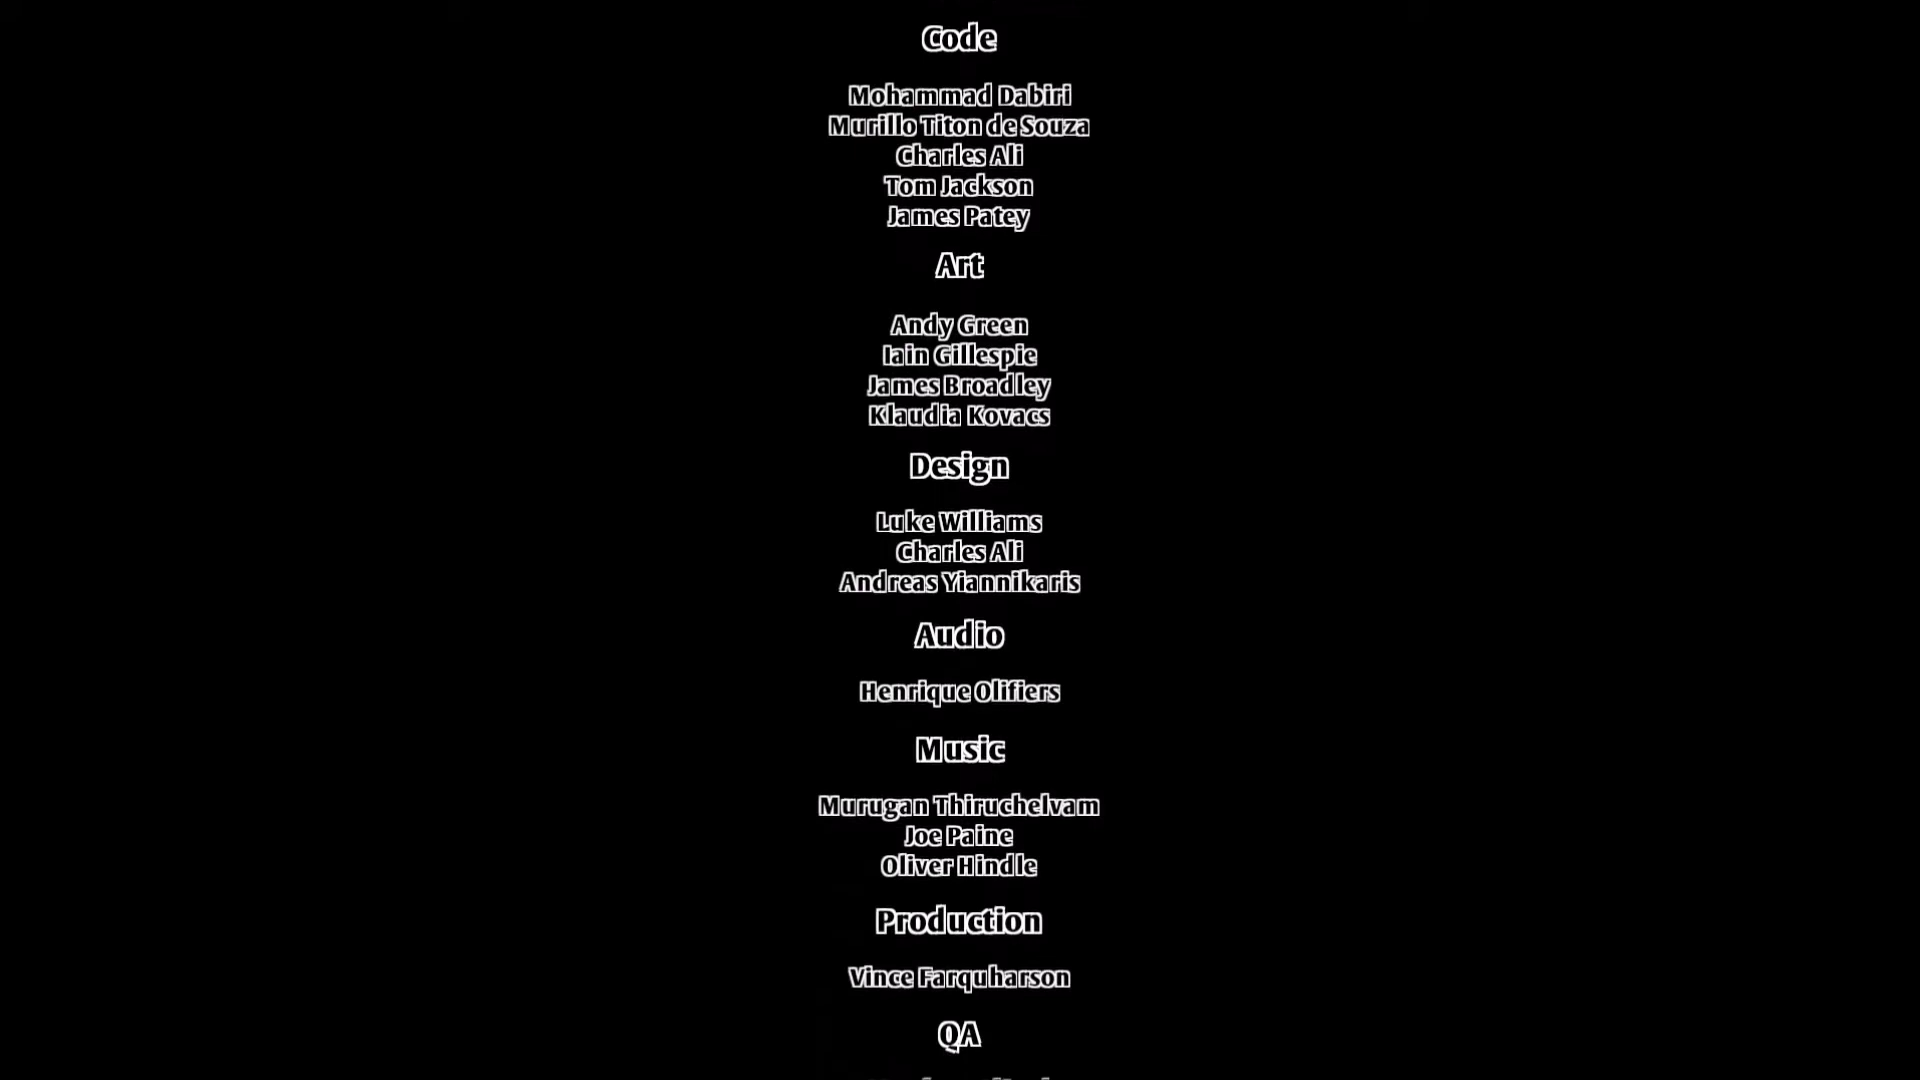 Code
Mohammad Dabiri
Murillo Titon de Souza
Charles Ali
Tom Jackson
James Patey
Art
Andy Green
Iain Gillespie
James Broadley
Klaudia Kovacs
Design
Luke Williams
Charles Ali
Andreas Yiannikaris
Audio
Henrique Olifiers
Music
Murugan Thiruchelvam
Joe Paine
Oliver Hindle
Production
Vince Farquharson
QA